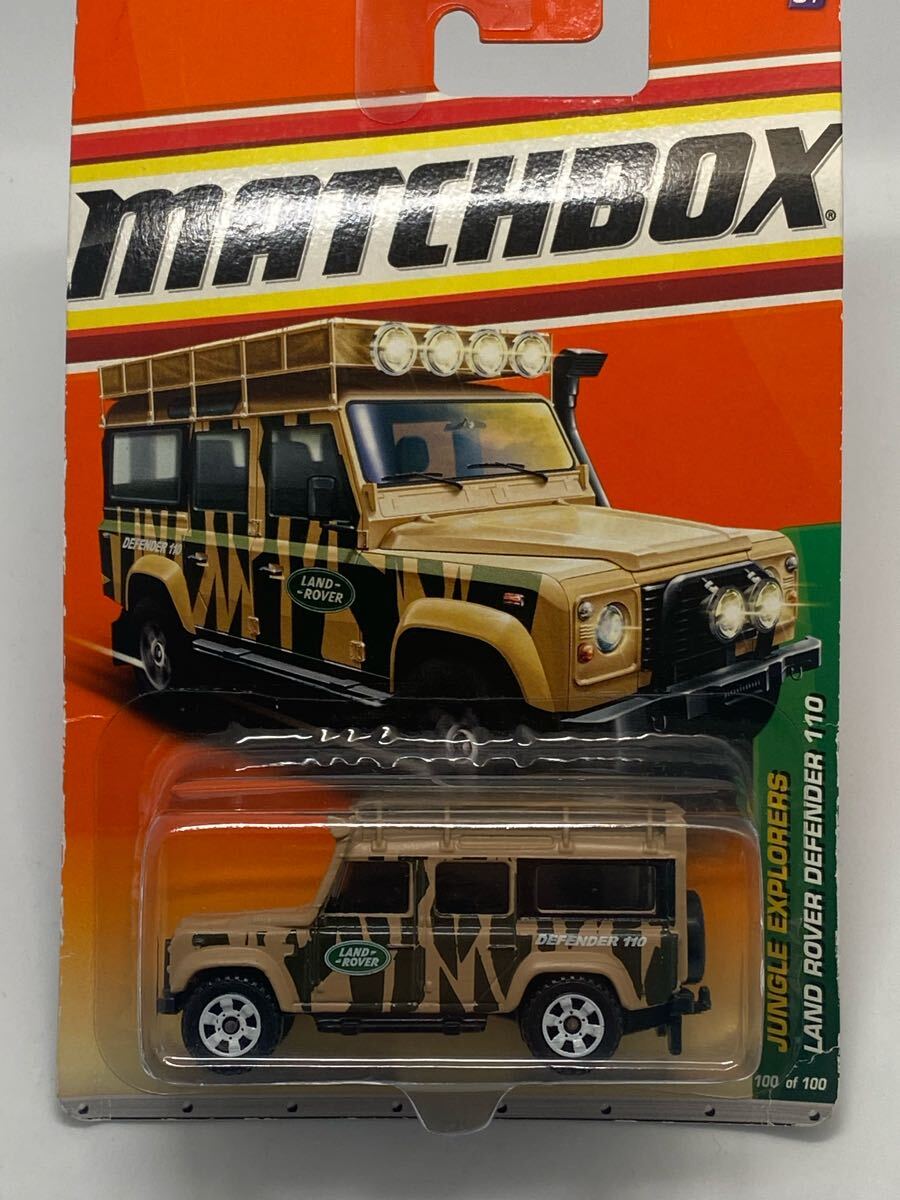 MATCHBOX®
DEFENDER 110
LAND-
-ROVER
JUNGLE EXPLORERS
LAND ROVER DEFENDER 110
LAND-
-ROVER
DEFENDER 110
100 of 100